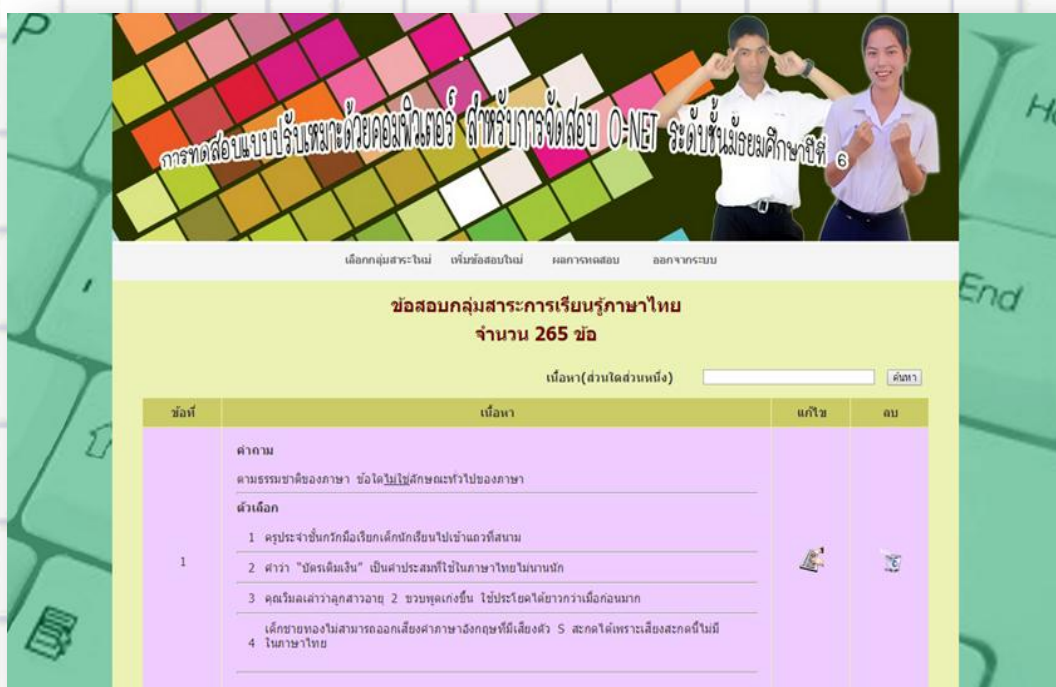 P
Ho
End
การทดสอบแบบปรับเหมาะด้วยคอมพิวเตอร์ สำหรับการจัดสอบ O-NET ระดับชั้นมัธยมศึกษาปีที่ 6
เลือกกลุ่มสาระใหม่ เพิ่มข้อสอบใหม่ ผลการทดสอบ ออกจากระบบ
ข้อสอบกลุ่มสาระการเรียนรู้ภาษาไทย
จำนวน 265 ข้อ
เนื้อหา(ส่วนใดส่วนหนึ่ง) ค้นหา
ข้อที่ เนื้อหา แก้ไข ลบ
คำถาม
ตามธรรมชาติของภาษา ข้อใดไม่ใช่ลักษณะทั่วไปของภาษา
ตัวเลือก
1 ครูประจำชั้นกวักมือเรียกเด็กนักเรียนไปเข้าแถวที่สนาม
1
2 คำว่า "บัตรเติมเงิน" เป็นคำประสมที่ใช้ในภาษาไทยไม่นานนัก
3 คุณวิมลเล่าว่าลูกสาวอายุ 2 ขวบพูดเก่งขึ้น ใช้ประโยคได้ยาวกว่าเมื่อก่อนมาก
เด็กชายทองไม่สามารถออกเสียงคำภาษาอังกฤษที่มีเสียงตัว S สะกดได้เพราะเสียงสะกดนี้ไม่มี
4 ในภาษาไทย